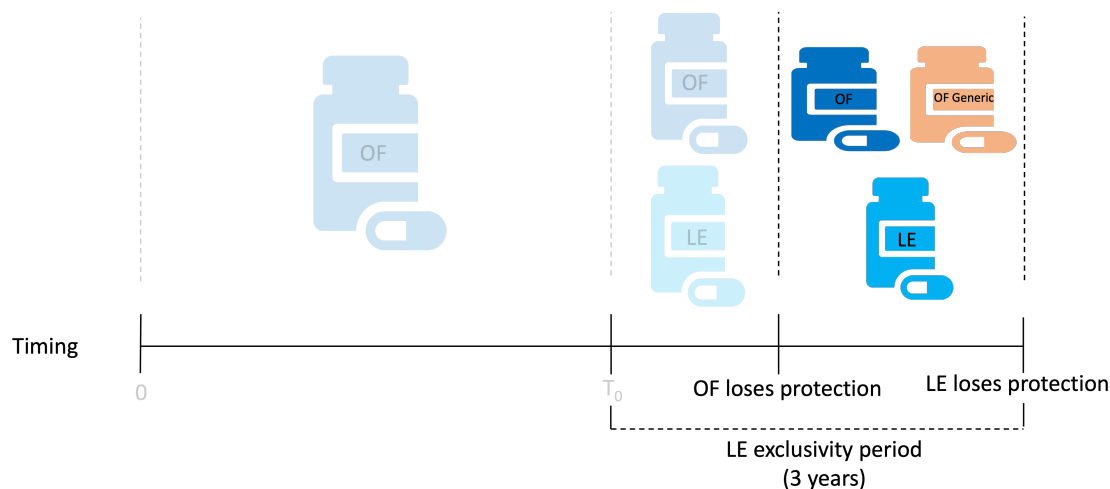 OF
OF
LE
OF
OF Generic
LE
Timing
0
T₀
OF loses protection
LE loses protection
LE exclusivity period
(3 years)